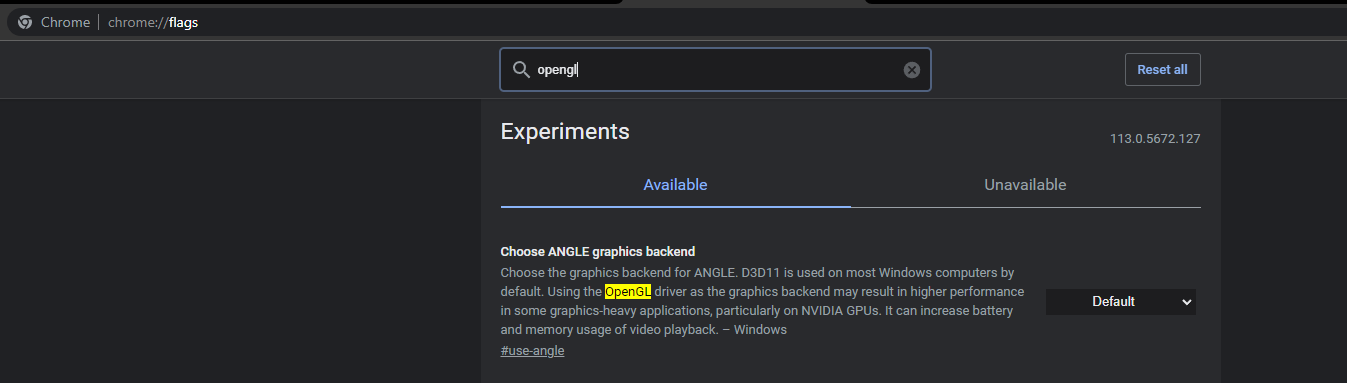 Chrome | chrome://flags
opengl
Reset all
Experiments
113.0.5672.127
Available
Unavailable
Choose ANGLE graphics backend
Choose the graphics backend for ANGLE. D3D11 is used on most Windows computers by
default. Using the OpenGL driver as the graphics backend may result in higher performance
in some graphics-heavy applications, particularly on NVIDIA GPUs. It can increase battery
and memory usage of video playback. – Windows
#use-angle
Default